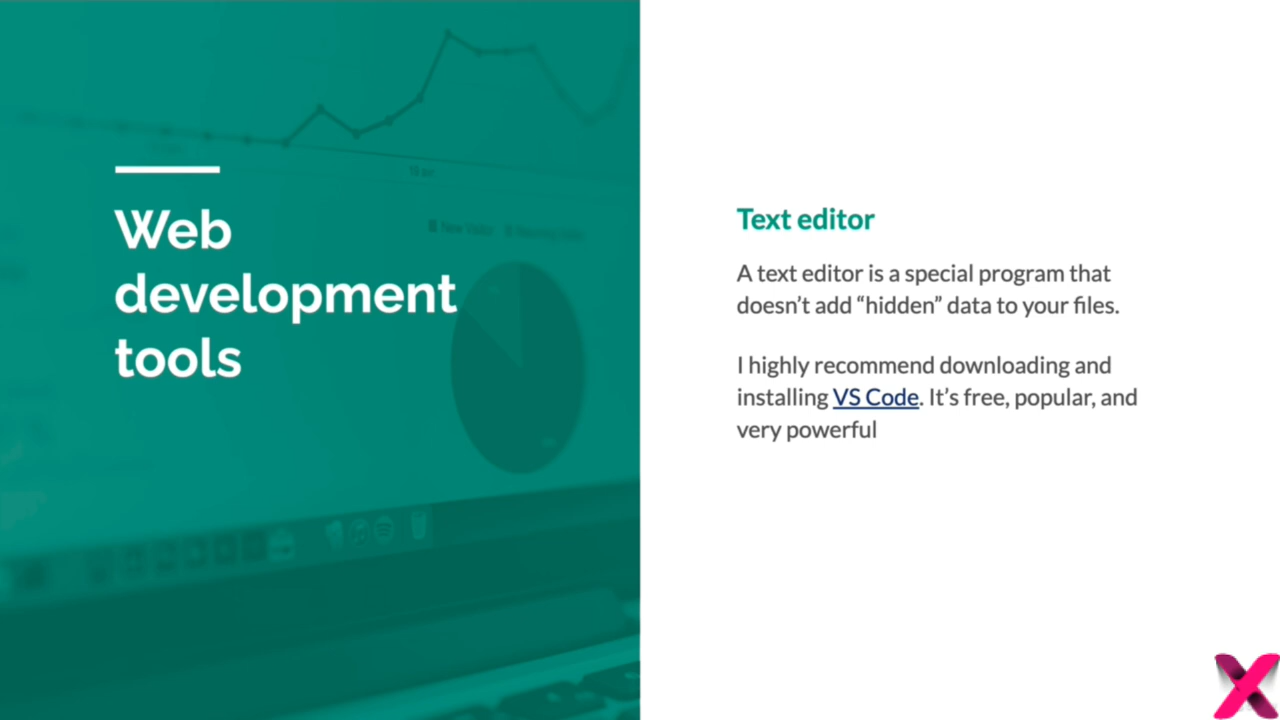 Web
development
tools
Text editor
A text editor is a special program that
doesn't add “hidden” data to your files.
I highly recommend downloading and
installing VS Code. It's free, popular, and
very powerful